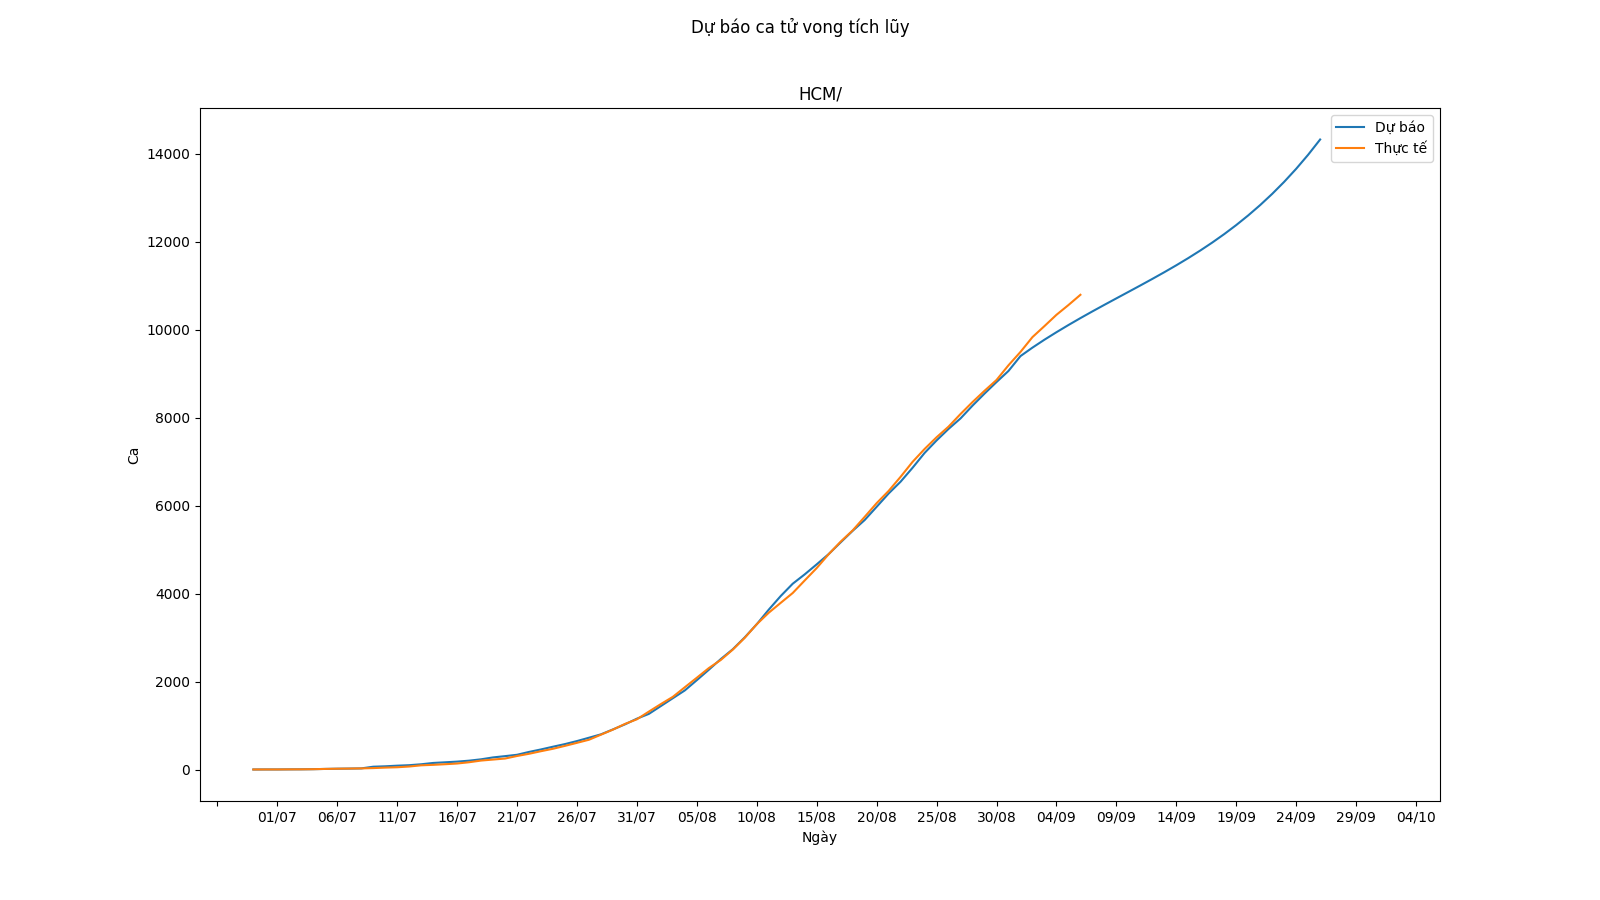 Dự báo ca tử vong tích lũy
HCM/
Dự báo
Thực tế
14000
12000
10000
8000
6000
4000
2000
0
Ca
01/07 06/07 11/07 16/07 21/07 26/07 31/07 05/08 10/08 15/08 20/08 25/08 30/08 04/09 09/09 14/09 19/09 24/09 29/09 04/10
Ngày